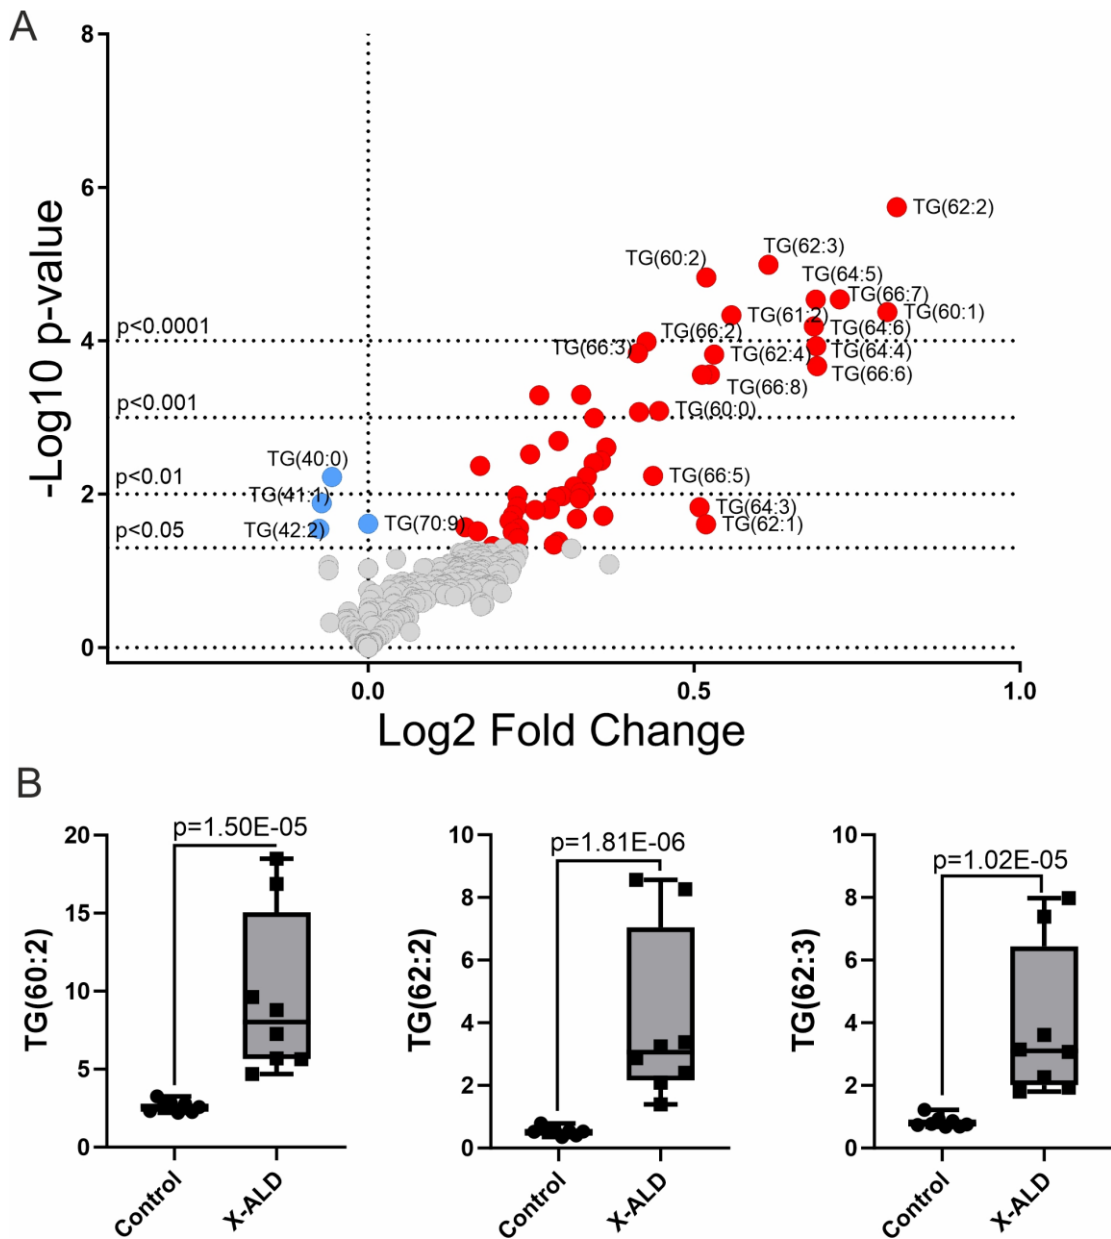 A
8
6
4
2
0
-Log10 p-value
p<0.0001
p<0.001
p<0.01
p<0.05
TG(62:2)
TG(62:3)
TG(60:2)
TG(64:5)
TG(66:7)
TG(60:1)
TG(61:2)
TG(64:6)
TG(66:2)
TG(66:3)
TG(62:4)
TG(64:4)
TG(66:6)
TG(66:8)
TG(60:0)
TG(40:0)
TG(66:5)
TG(41:1)
TG(64:3)
TG(42:2)
TG(70:9)
TG(62:1)
0.0
0.5
1.0
Log2 Fold Change
B
p=1.50E-05
20
15
10
5
0
TG(60:2)
Control
X-ALD
p=1.81E-06
10
8
6
4
2
0
TG(62:2)
Control
X-ALD
p=1.02E-05
10
8
6
4
2
0
TG(62:3)
Control
X-ALD